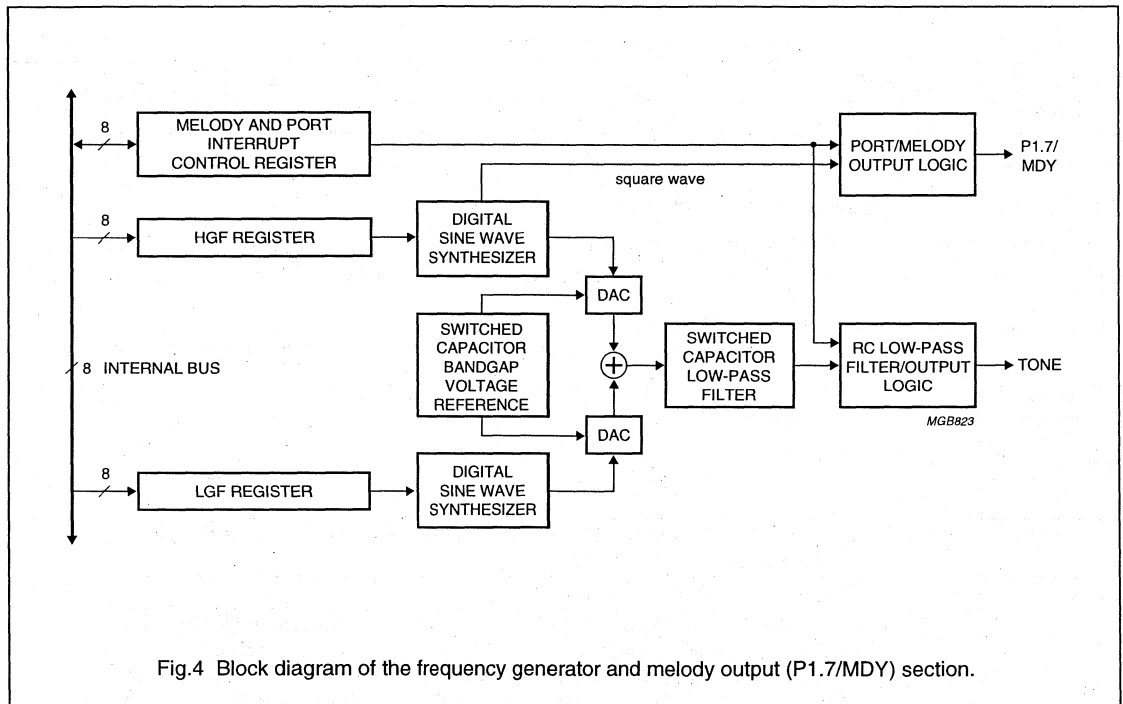 8
MELODY AND PORT
INTERRUPT
CONTROL REGISTER
PORT/MELODY
OUTPUT LOGIC
P1.7/
MDY
square wave
8
HGF REGISTER
DIGITAL
SINE WAVE
SYNTHESIZER
DAC
SWITCHED
CAPACITOR
BANDGAP
VOLTAGE
REFERENCE
8 INTERNAL BUS
+
SWITCHED
CAPACITOR
LOW-PASS
FILTER
RC LOW-PASS
FILTER/OUTPUT
LOGIC
TONE
MGB823
DAC
8
LGF REGISTER
DIGITAL
SINE WAVE
SYNTHESIZER
Fig.4 Block diagram of the frequency generator and melody output (P1.7/MDY) section.